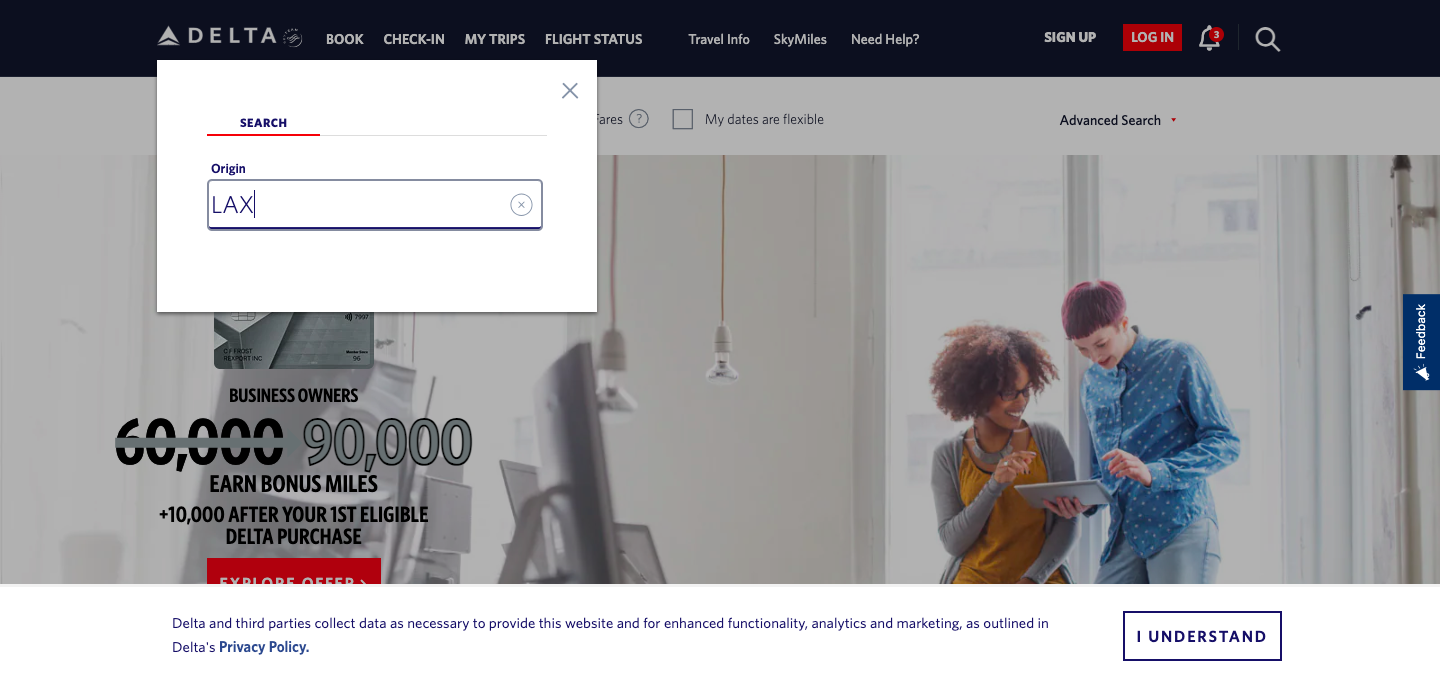 DELTA BOOK CHECK-IN MY TRIPS FLIGHT STATUS Travel Info SkyMiles Need Help? SIGN UP LOG IN 3
SEARCH
Fares ? My dates are flexible Advanced Search
Origin
LAX
7997
C F FROST
REXPORT INC
Member Since
96
BUSINESS OWNERS
60,000 90,000
EARN BONUS MILES
+10,000 AFTER YOUR 1ST ELIGIBLE
DELTA PURCHASE
EXPLORE OFFER >
Feedback
Delta and third parties collect data as necessary to provide this website and for enhanced functionality, analytics and marketing, as outlined in
Delta's Privacy Policy.
I UNDERSTAND